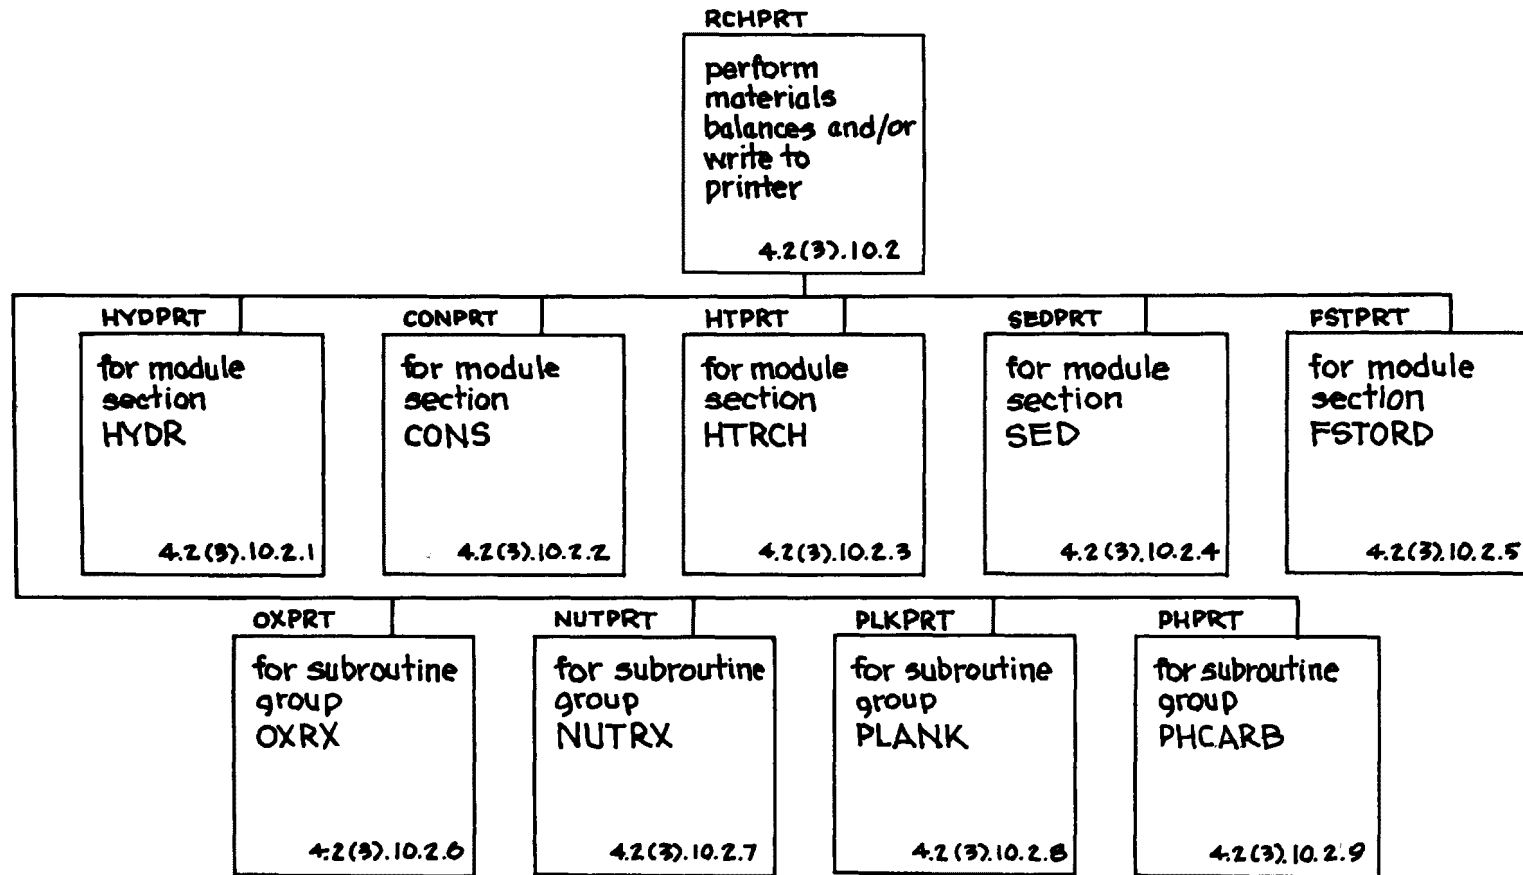 RCHPRT
perform
materials
balances and/or
write to
printer
4.2(3).10.2
HYDPRT
for module
section
HYDR
4.2(3).10.2.1
CONPRT
for module
section
CONS
4.2(3).10.2.2
HTPRT
for module
section
HTRCH
4.2(3).10.2.3
SEDPRT
for module
section
SED
4.2(3).10.2.4
FSTPRT
for module
section
FSTORD
4.2(3).10.2.5
OXPRT
for subroutine
group
OXRX
4.2(3).10.2.6
NUTPRT
for subroutine
group
NUTRX
4.2(3).10.2.7
PLKPRT
for subroutine
group
PLANK
4.2(3).10.2.8
PHPRT
for subroutine
group
PHCARB
4.2(3).10.2.9